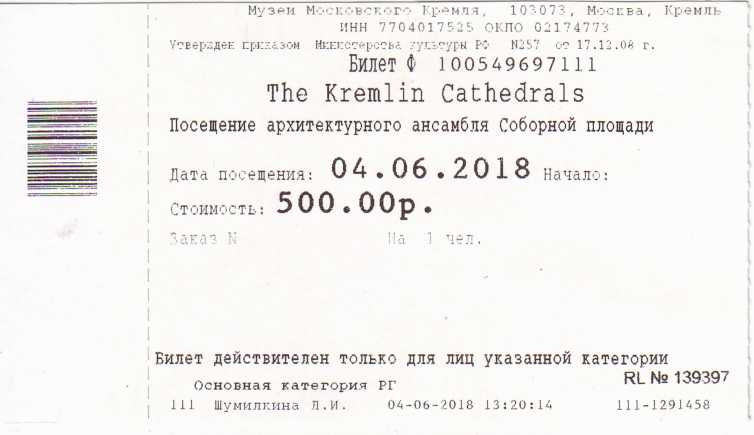 Музеи Московского Кремля, 103073, Москва, Кремль
ИНН 7704017525 ОКПО 02174773
Утвержден приказом Министерства культуры РФ N257 от 17.12.08 г.
Билет Ф 100549697111
The Kremlin Cathedrals
Посещение архитектурного ансамбля Соборной площади
Дата посещения: 04.06.2018 Начало:
Стоимость: 500.00р.
Заказ N На 1 чел.
Билет действителен только для лиц указанной категории
RL № 139397
Основная категория РГ
111 Шумилкина Л.И. 04-06-2018 13:20:14 111-1291458